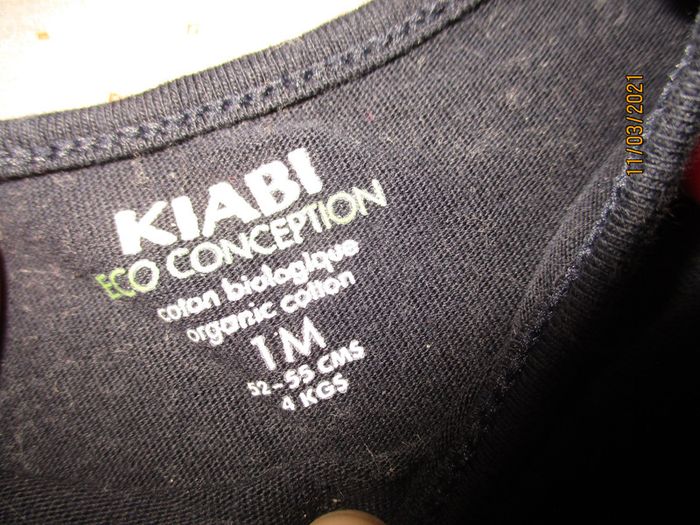 KIABI
ECO CONCEPTION
coton biologique
organic cotton
1M
52-55 CMS
4 KGS
11/03/2021